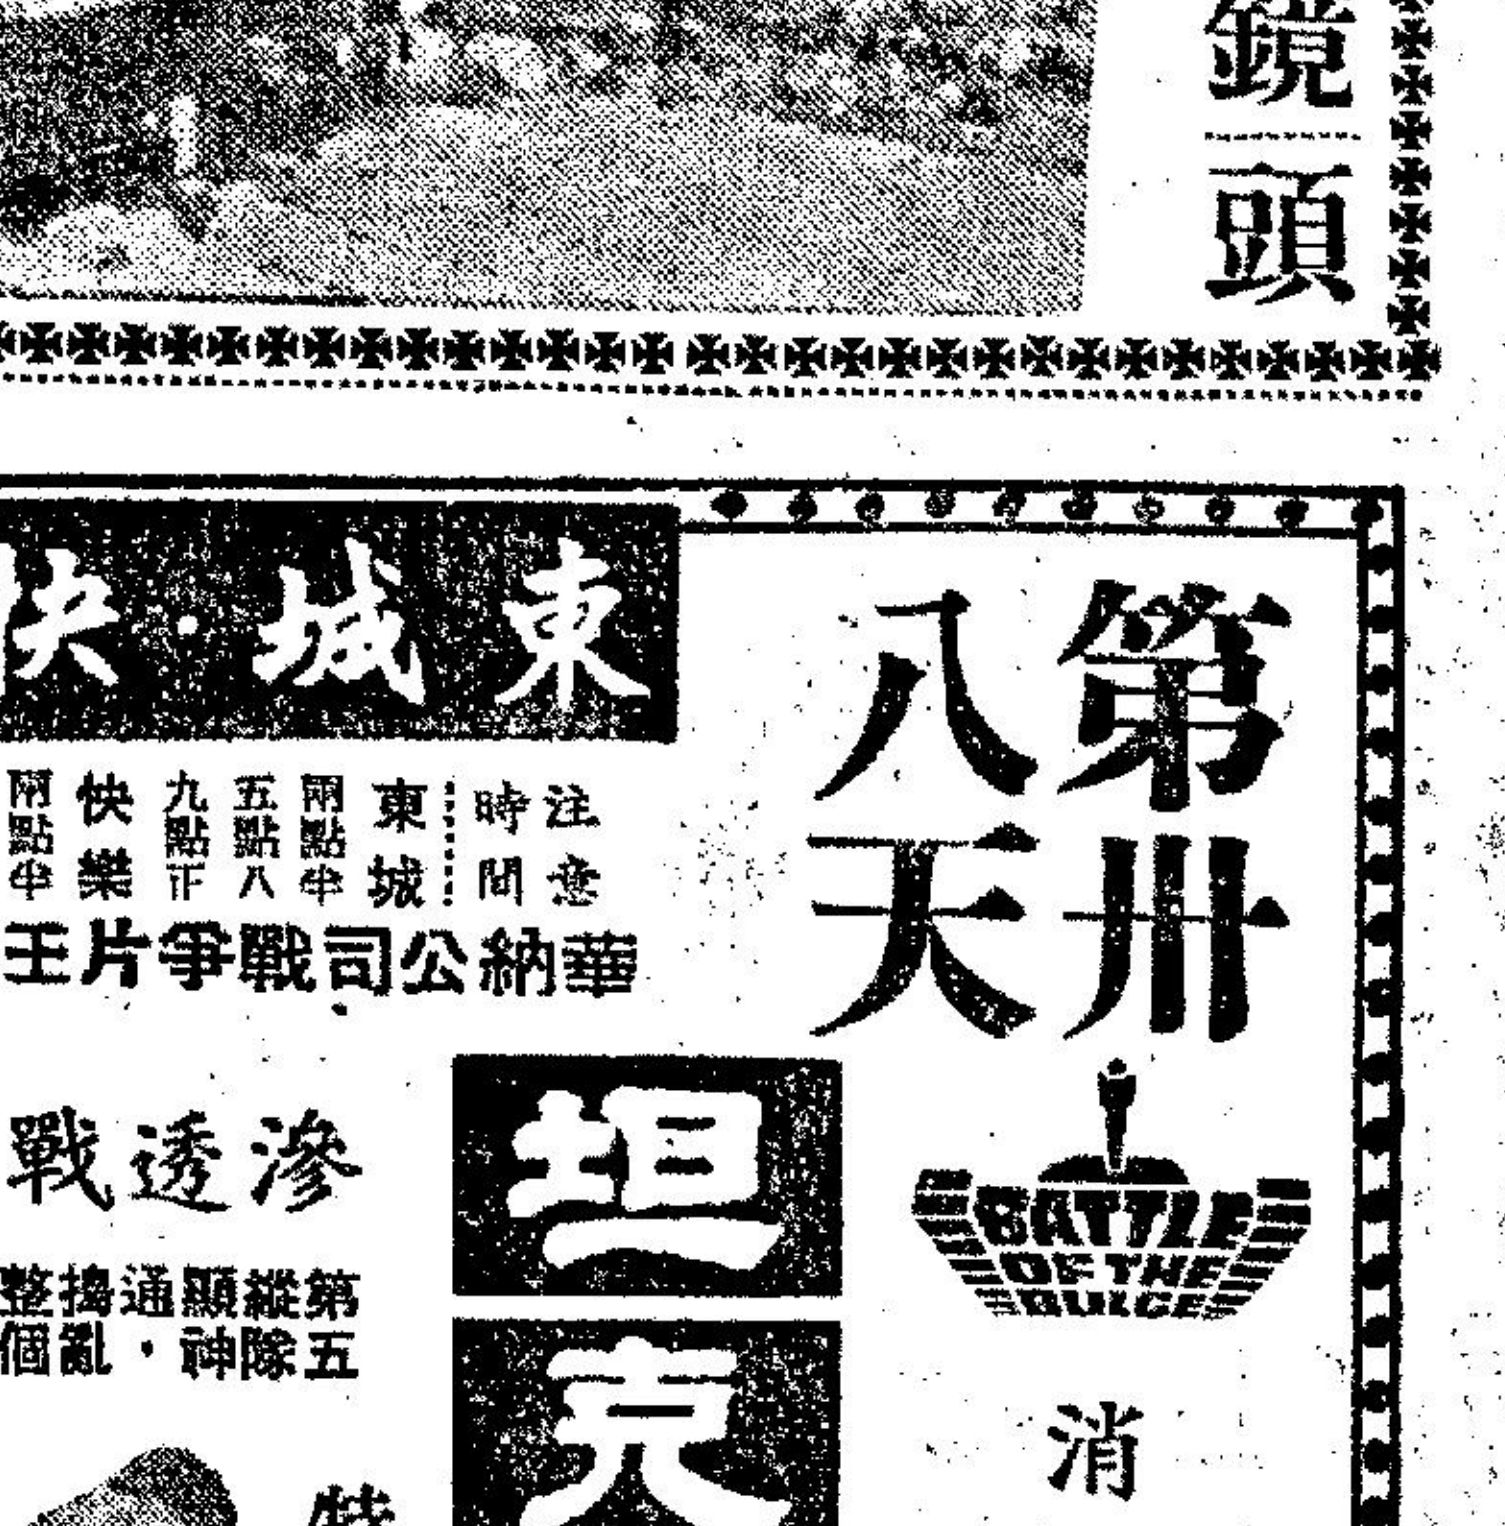 鏡頭
東城·快
第卅
八天
注意
時間
東城
兩點半
五點八
九點正
快樂
兩點半
華納公司戰爭片王
BATTLE
OF THE
BULGE
坦克
滲透戰
第五
縱隊
顯神
通，
搗亂
整個
消
特